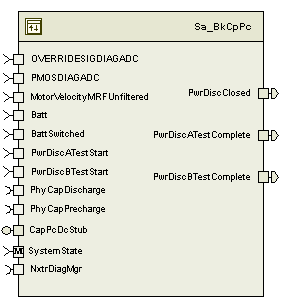 Sa_BkCpPc
OVERRIDESIGDIAGADC
PMOSDIAGADC
MotorVelocityMRFUnfiltered
PwrDiscClosed
Batt
BattSwitched
PwrDiscATestComplete
PwrDiscATestStart
PwrDiscBTestStart
PwrDiscBTestComplete
PhyCapDischarge
PhyCapPrecharge
CapPcDcStub
M
SystemState
NxtrDiagMgr